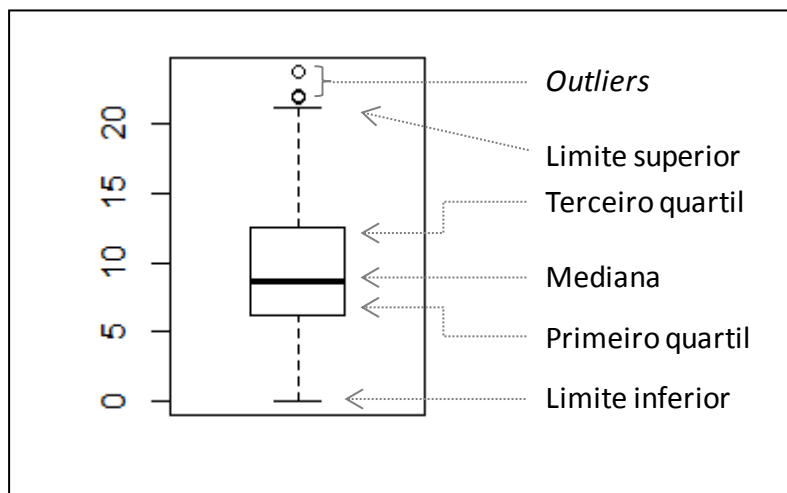 Outliers
20
Limite superior
15
Terceiro quartil
10
Mediana
5
Primeiro quartil
0
Limite inferior